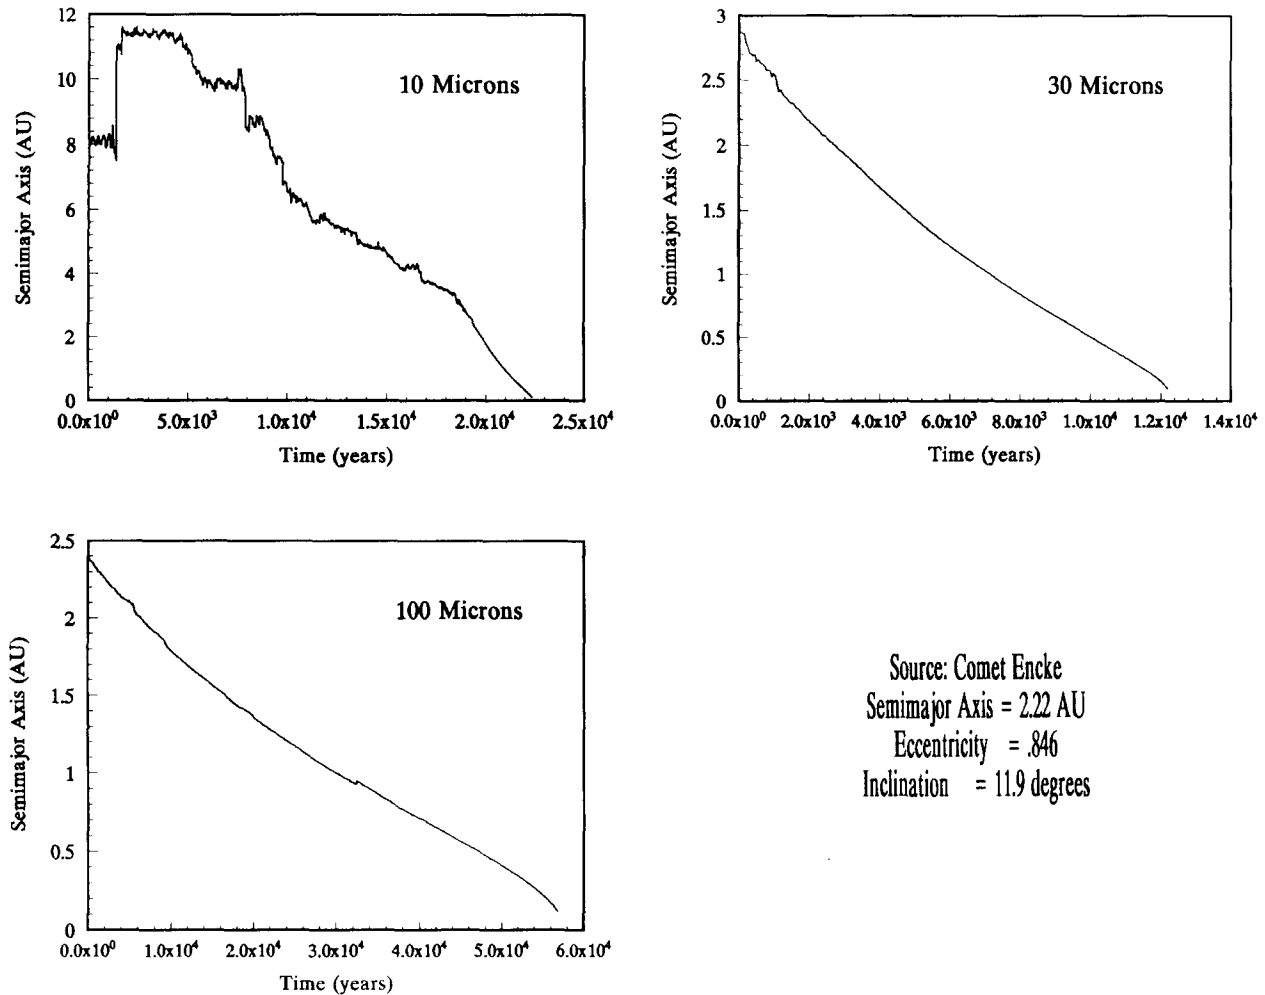 12
10
8
6
4
2
0
Semimajor Axis (AU)
10 Microns
0.0x10⁰ 5.0x10³ 1.0x10⁴ 1.5x10⁴ 2.0x10⁴ 2.5x10⁴
Time (years)
3
2.5
2
1.5
1
0.5
0
Semimajor Axis (AU)
30 Microns
0.0x10⁰ 2.0x10³ 4.0x10³ 6.0x10³ 8.0x10³ 1.0x10⁴ 1.2x10⁴ 1.4x10⁴
Time (years)
2.5
2
1.5
1
0.5
0
Semimajor Axis (AU)
100 Microns
0.0x10⁰ 1.0x10⁴ 2.0x10⁴ 3.0x10⁴ 4.0x10⁴ 5.0x10⁴ 6.0x10⁴
Time (years)
Source: Comet Encke
Semimajor Axis = 2.22 AU
Eccentricity = .846
Inclination = 11.9 degrees